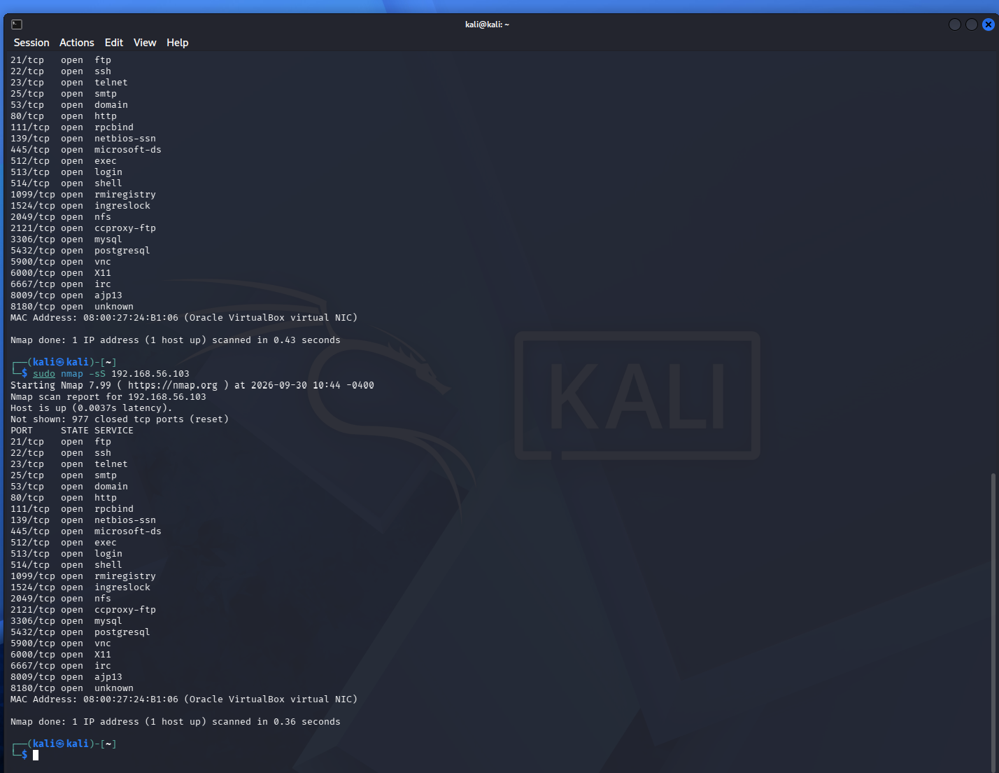 kali@kali: ~
Session Actions Edit View Help
21/tcp   open  ftp
22/tcp   open  ssh
23/tcp   open  telnet
25/tcp   open  smtp
53/tcp   open  domain
80/tcp   open  http
111/tcp  open  rpcbind
139/tcp  open  netbios-ssn
445/tcp  open  microsoft-ds
512/tcp  open  exec
513/tcp  open  login
514/tcp  open  shell
1099/tcp open  rmiregistry
1524/tcp open  ingreslock
2049/tcp open  nfs
2121/tcp open  ccproxy-ftp
3306/tcp open  mysql
5432/tcp open  postgresql
5900/tcp open  vnc
6000/tcp open  X11
6667/tcp open  irc
8009/tcp open  ajp13
8180/tcp open  unknown
MAC Address: 08:00:27:24:B1:06 (Oracle VirtualBox virtual NIC)
Nmap done: 1 IP address (1 host up) scanned in 0.43 seconds
┌──(kali㉿kali)-[~]
└─$ sudo nmap -sS 192.168.56.103
Starting Nmap 7.99 ( https://nmap.org ) at 2026-09-30 10:44 -0400
Nmap scan report for 192.168.56.103
Host is up (0.0037s latency).
Not shown: 977 closed tcp ports (reset)
PORT     STATE SERVICE
21/tcp   open  ftp
22/tcp   open  ssh
23/tcp   open  telnet
25/tcp   open  smtp
53/tcp   open  domain
80/tcp   open  http
111/tcp  open  rpcbind
139/tcp  open  netbios-ssn
445/tcp  open  microsoft-ds
512/tcp  open  exec
513/tcp  open  login
514/tcp  open  shell
1099/tcp open  rmiregistry
1524/tcp open  ingreslock
2049/tcp open  nfs
2121/tcp open  ccproxy-ftp
3306/tcp open  mysql
5432/tcp open  postgresql
5900/tcp open  vnc
6000/tcp open  X11
6667/tcp open  irc
8009/tcp open  ajp13
8180/tcp open  unknown
MAC Address: 08:00:27:24:B1:06 (Oracle VirtualBox virtual NIC)
Nmap done: 1 IP address (1 host up) scanned in 0.36 seconds
┌──(kali㉿kali)-[~]
└─$
KALI